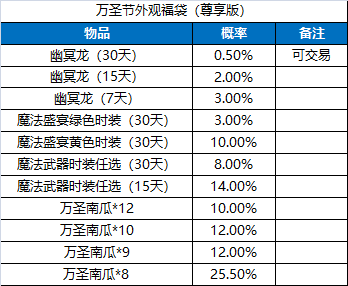 万圣节外观福袋（尊享版）
物品 概率 备注
幽冥龙（30天） 0.50% 可交易
幽冥龙（15天） 2.00%
幽冥龙（7天） 3.00%
魔法盛宴绿色时装（30天） 3.00%
魔法盛宴黄色时装（30天） 10.00%
魔法武器时装任选（30天） 8.00%
魔法武器时装任选（15天） 14.00%
万圣南瓜*12 10.00%
万圣南瓜*10 12.00%
万圣南瓜*9 12.00%
万圣南瓜*8 25.50%